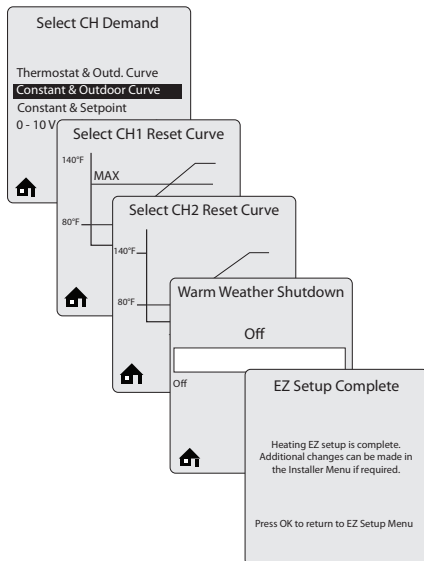 Select CH Demand
Thermostat & Outd. Curve
Constant & Outdoor Curve
Constant & Setpoint
0 - 10 V
Select CH1 Reset Curve
140°F
MAX
80°F
Select CH2 Reset Curve
140°F
80°F
Warm Weather Shutdown
Off
Off
EZ Setup Complete
Heating EZ setup is complete.
Additional changes can be made in
the Installer Menu if required.
Press OK to return to EZ Setup Menu